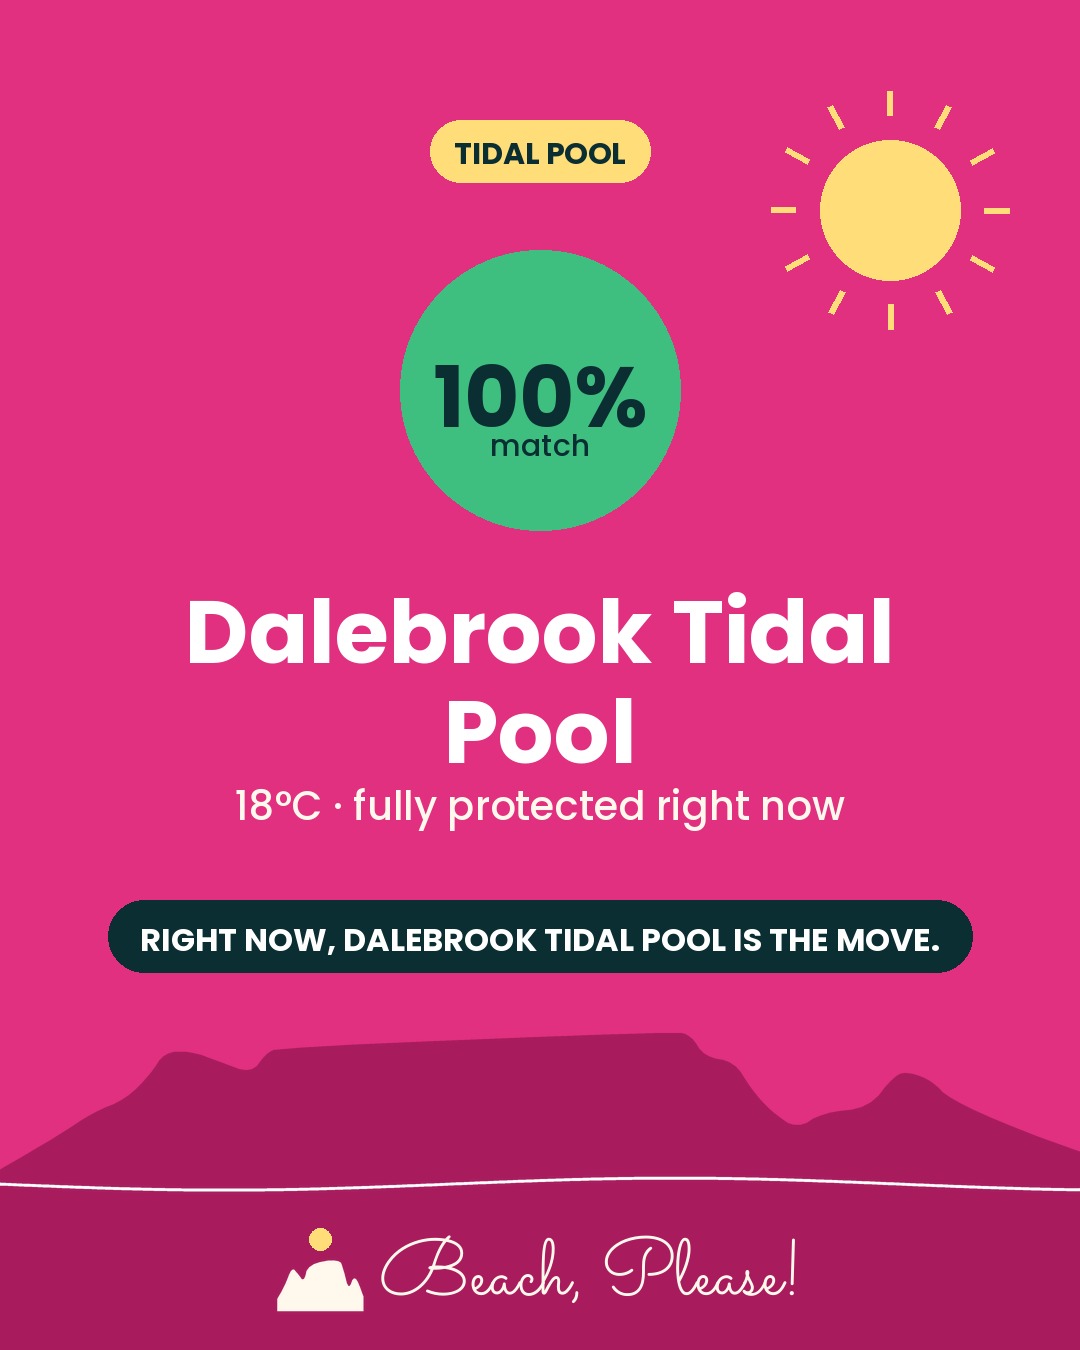 TIDAL POOL
100%
match
Dalebrook Tidal
Pool
18°C · fully protected right now
RIGHT NOW, DALEBROOK TIDAL POOL IS THE MOVE.
Beach, Please!